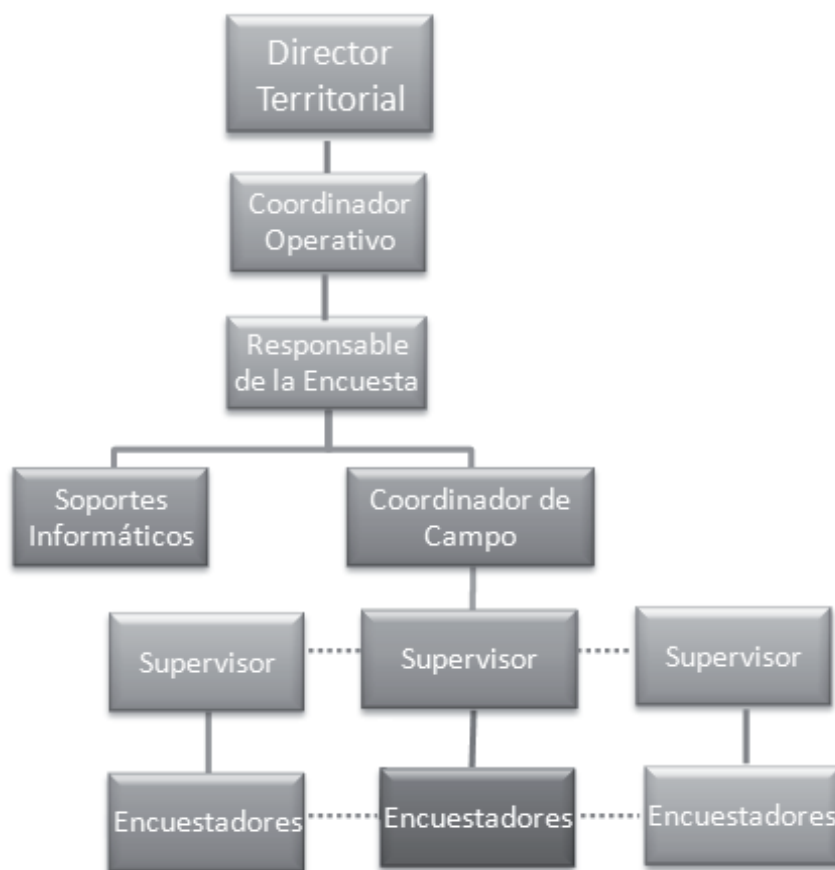 Director
Territorial
Coordinador
Operativo
Responsable
de la Encuesta
Soportes
Informáticos
Coordinador de
Campo
Supervisor
Supervisor
Supervisor
Encuestadores
Encuestadores
Encuestadores